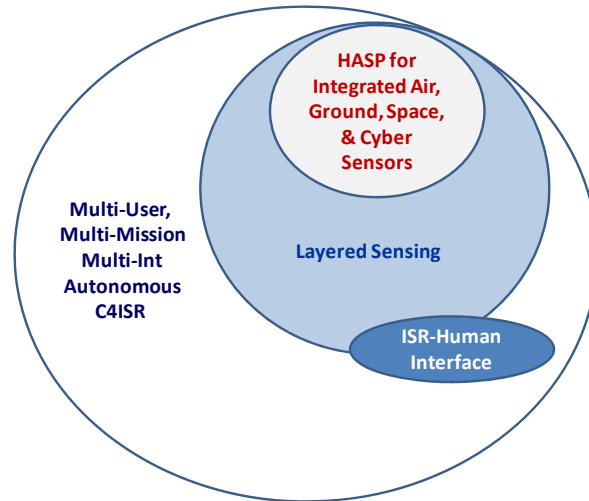 HASP for
Integrated Air,
Ground, Space,
& Cyber
Sensors
Multi-User,
Multi-Mission
Multi-Int
Autonomous
C4ISR
Layered Sensing
ISR-Human
Interface